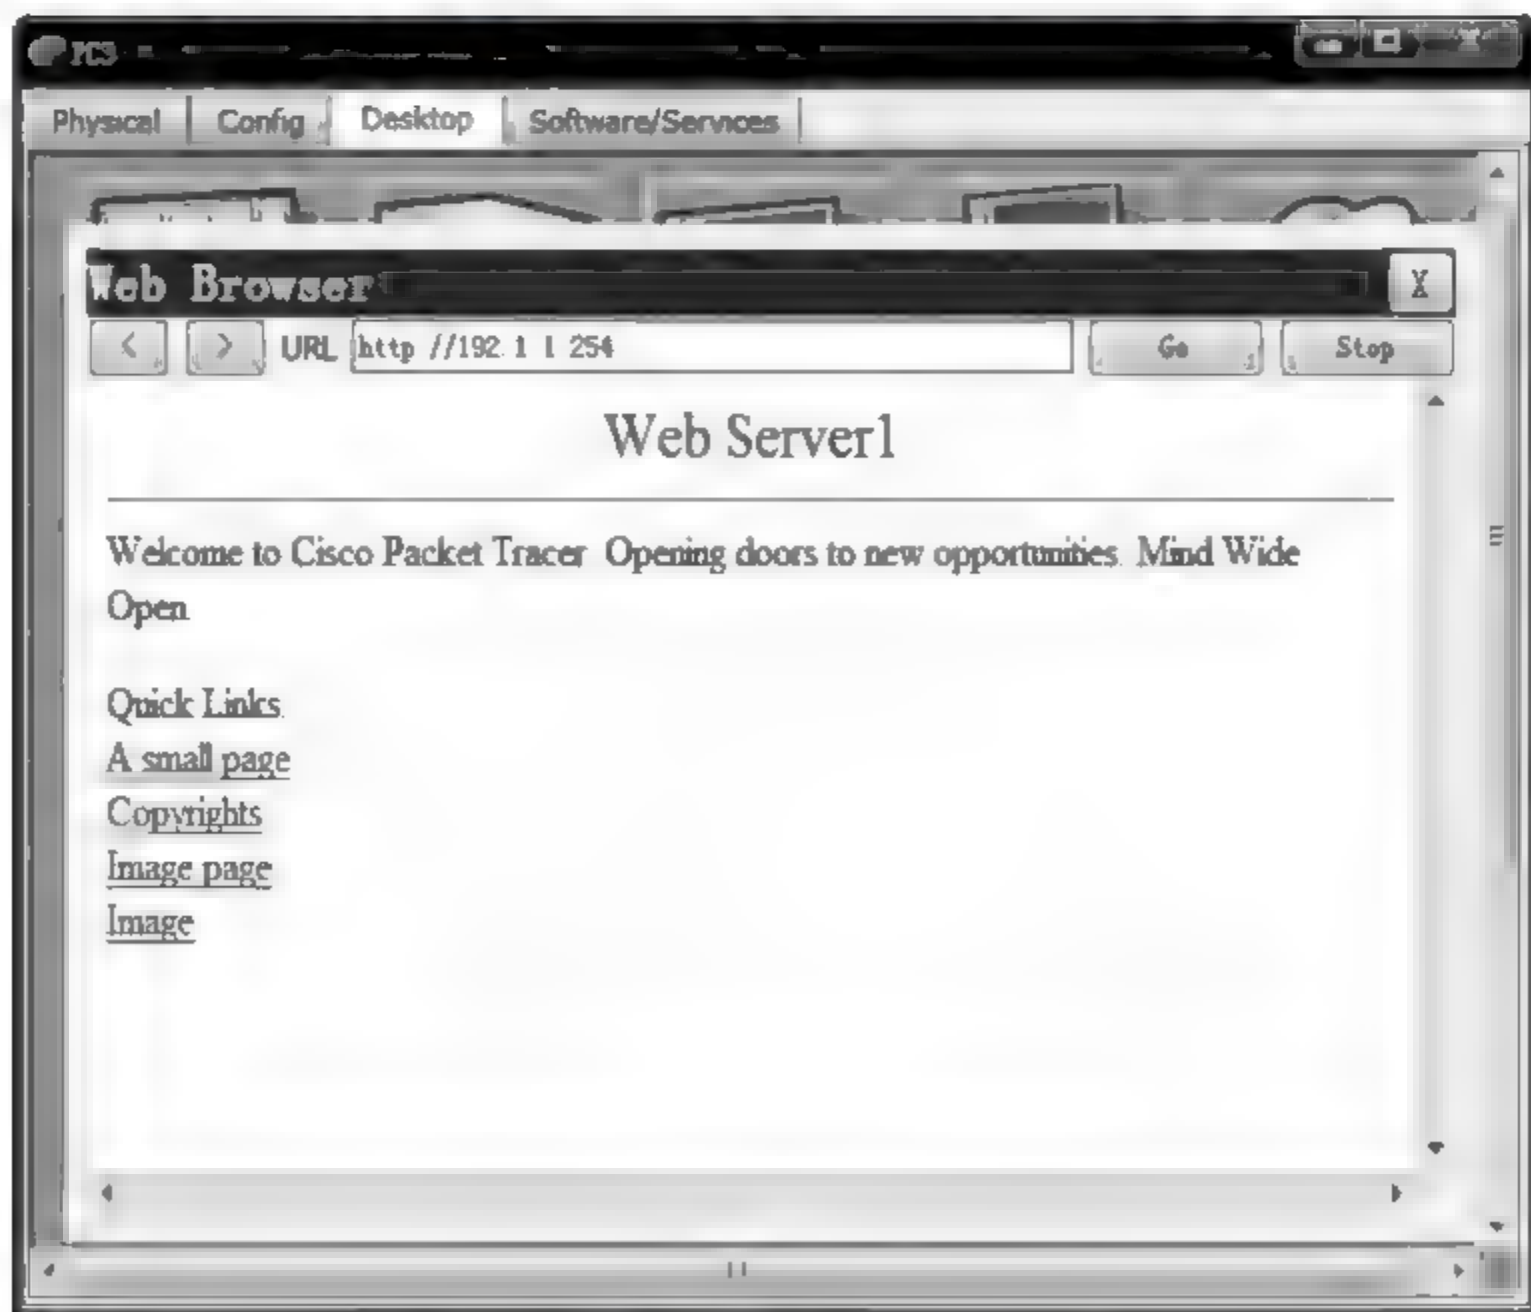 PC3
Physical Config Desktop Software/Services
Web Browser X
< > URL http //192. 1 1 254 Go Stop
Web Server1
Welcome to Cisco Packet Tracer Opening doors to new opportunities. Mind Wide
Open
Quick Links
A small page
Copyrights
Image page
Image